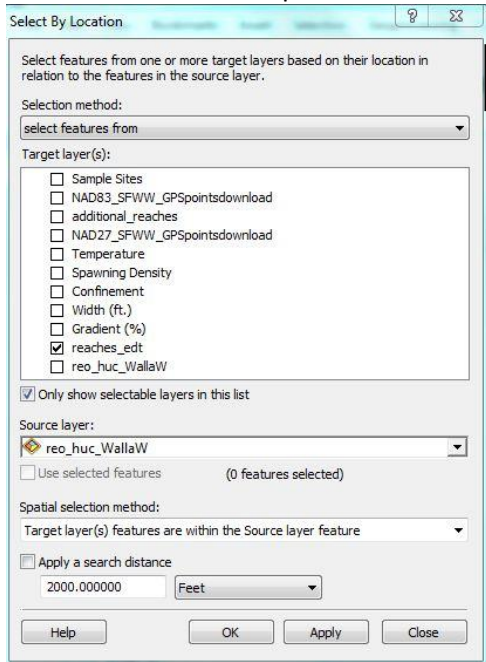 Select By Location
Select features from one or more target layers based on their location in
relation to the features in the source layer.
Selection method:
select features from
Target layer(s):
Sample Sites
NAD83_SFWW_GPSpointsdownload
additional_reaches
NAD27_SFWW_GPSpointsdownload
Temperature
Spawning Density
Confinement
Width (ft.)
Gradient (%)
reaches_edt
reo_huc_WallaW
Only show selectable layers in this list
Source layer:
reo_huc_WallaW
Use selected features (0 features selected)
Spatial selection method:
Target layer(s) features are within the Source layer feature
Apply a search distance
2000.000000 Feet
Help OK Apply Close